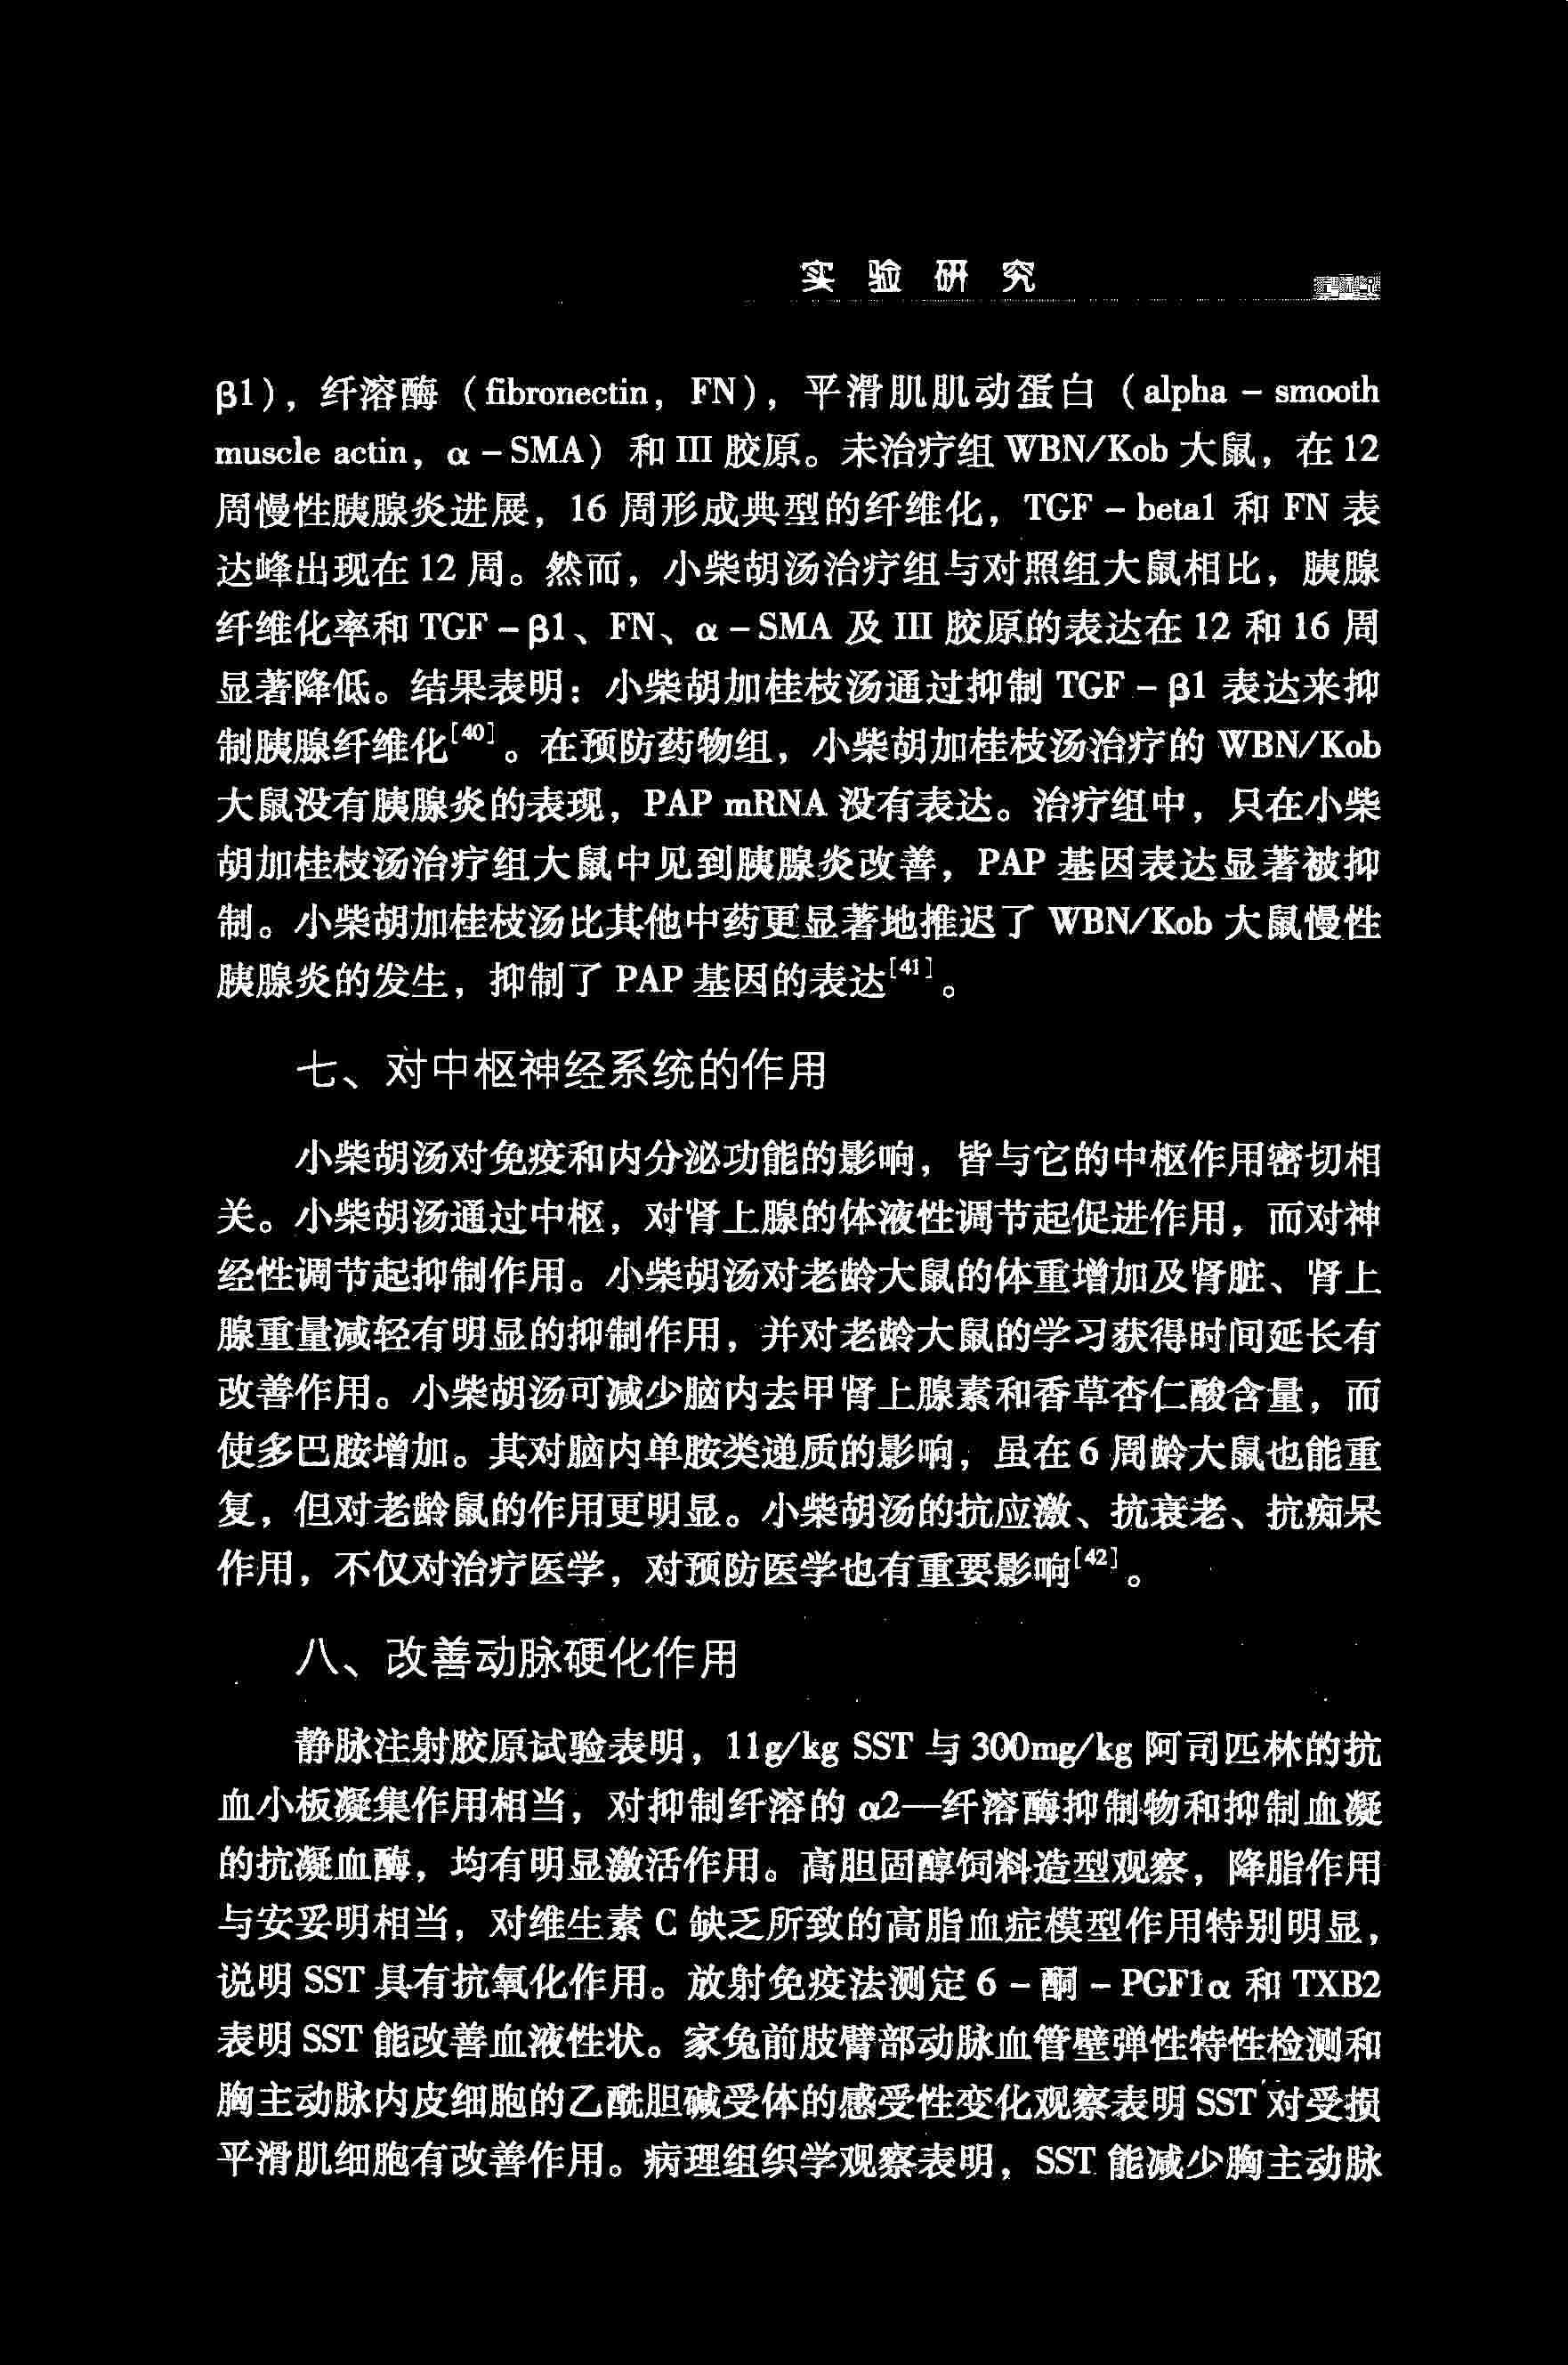 实验研究
β1)，纤溶酶（fibronectin，FN)，平滑肌肌动蛋白（alpha – smooth
muscle actin，α – SMA）和 III 胶原。未治疗组 WBN/Kob 大鼠，在 12
周慢性胰腺炎进展，16 周形成典型的纤维化，TGF – beta1 和 FN 表
达峰出现在 12 周。然而，小柴胡汤治疗组与对照组大鼠相比，胰腺
纤维化率和 TGF – β1、FN、α – SMA 及 III 胶原的表达在 12 和 16 周
显著降低。结果表明：小柴胡加桂枝汤通过抑制 TGF – β1 表达来抑
制胰腺纤维化[40]。在预防药物组，小柴胡加桂枝汤治疗的 WBN/Kob
大鼠没有胰腺炎的表现，PAP mRNA 没有表达。治疗组中，只在小柴
胡加桂枝汤治疗组大鼠中见到胰腺炎改善，PAP 基因表达显著被抑
制。小柴胡加桂枝汤比其他中药更显著地推迟了 WBN/Kob 大鼠慢性
胰腺炎的发生，抑制了 PAP 基因的表达[41]。
七、对中枢神经系统的作用
小柴胡汤对免疫和内分泌功能的影响，皆与它的中枢作用密切相
关。小柴胡汤通过中枢，对肾上腺的体液性调节起促进作用，而对神
经性调节起抑制作用。小柴胡汤对老龄大鼠的体重增加及肾脏、肾上
腺重量减轻有明显的抑制作用，并对老龄大鼠的学习获得时间延长有
改善作用。小柴胡汤可减少脑内去甲肾上腺素和香草杏仁酸含量，而
使多巴胺增加。其对脑内单胺类递质的影响，虽在 6 周龄大鼠也能重
复，但对老龄鼠的作用更明显。小柴胡汤的抗应激、抗衰老、抗痴呆
作用，不仅对治疗医学，对预防医学也有重要影响[42]。
八、改善动脉硬化作用
静脉注射胶原试验表明，11g/kg SST 与 300mg/kg 阿司匹林的抗
血小板凝集作用相当，对抑制纤溶的 α2—纤溶酶抑制物和抑制血凝
的抗凝血酶，均有明显激活作用。高胆固醇饲料造型观察，降脂作用
与安妥明相当，对维生素 C 缺乏所致的高脂血症模型作用特别明显，
说明 SST 具有抗氧化作用。放射免疫法测定 6 – 酮 – PGF1α 和 TXB2
表明 SST 能改善血液性状。家兔前肢臂部动脉血管壁弹性特性检测和
胸主动脉内皮细胞的乙酰胆碱受体的感受性变化观察表明 SST 对受损
平滑肌细胞有改善作用。病理组织学观察表明，SST 能减少胸主动脉